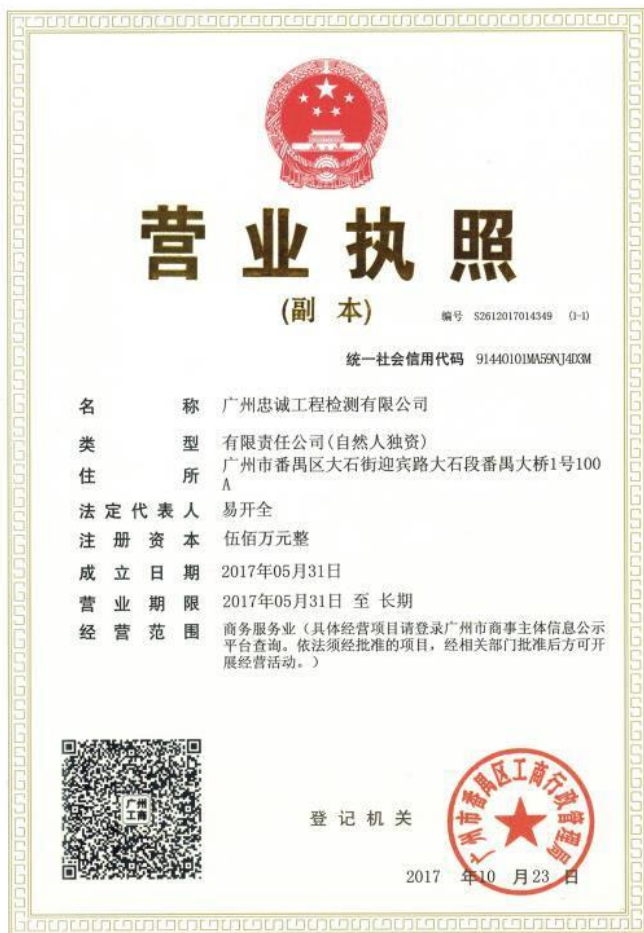 营业执照
(副 本)
编号 S2612017014349 (1-1)
统一社会信用代码 91440101MA59NJ4D3M
名 称 广州忠诚工程检测有限公司
类 型 有限责任公司(自然人独资)
住 所 广州市番禺区大石街迎宾路大石段番禺大桥1号100
A
法定代表人 易开全
注册资本 伍佰万元整
成立日期 2017年05月31日
营业期限 2017年05月31日 至 长期
经营范围 商务服务业（具体经营项目请登录广州市商事主体信息公示
平台查询。依法须经批准的项目，经相关部门批准后方可开
展经营活动。）
广州
工商
登记机关
广州市番禺区工商行政管理局
2017 年10 月23 日